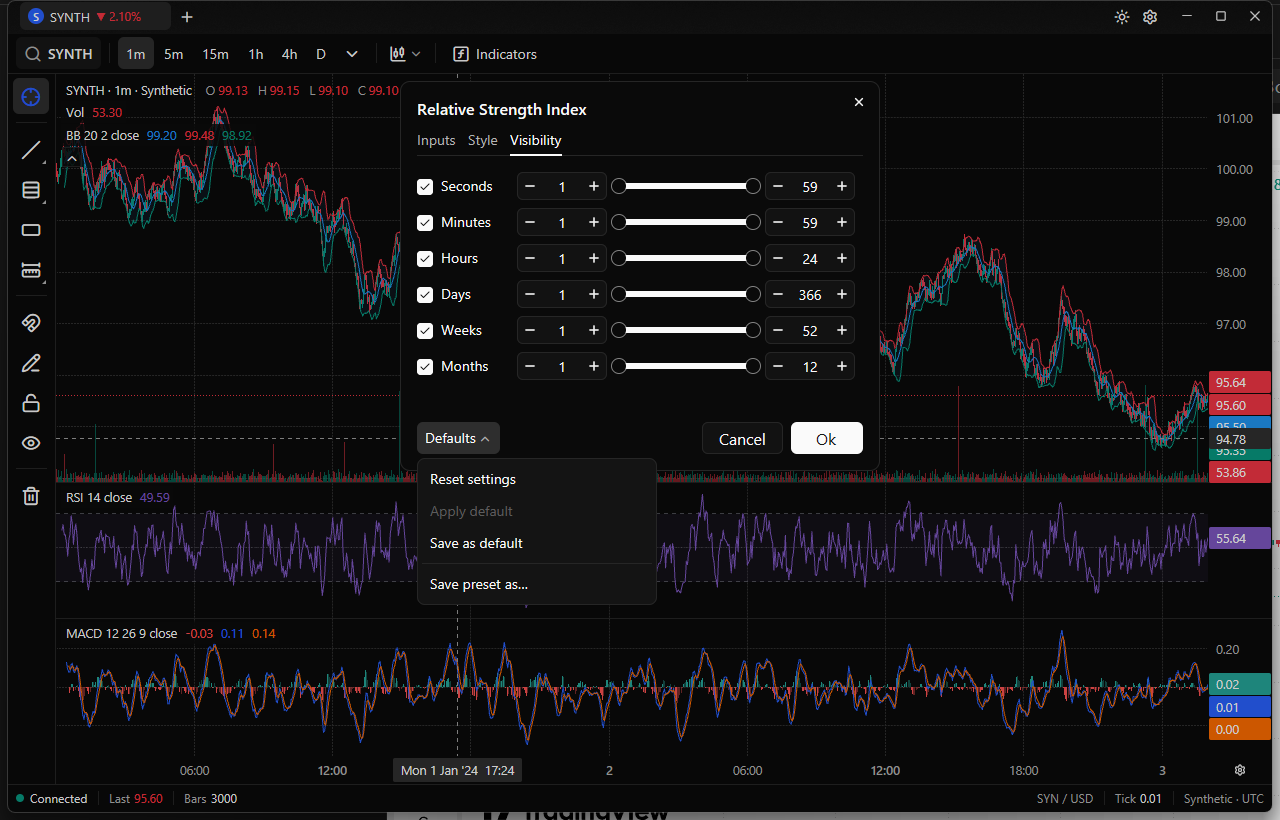 S SYNTH ▼ 2.10% +
SYNTH 1m 5m 15m 1h 4h D Indicators
SYNTH · 1m · Synthetic O 99.13 H 99.15 L 99.10 C 99.10
Vol 53.30
BB 20 2 close 99.20 99.48 98.92
Relative Strength Index
Inputs Style Visibility
Seconds − 1 + − 59 +
Minutes − 1 + − 59 +
Hours − 1 + − 24 +
Days − 1 + − 366 +
Weeks − 1 + − 52 +
Months − 1 + − 12 +
Defaults Cancel Ok
Reset settings
Apply default
Save as default
Save preset as...
101.00
100.00
99.00
98.00
97.00
95.64
95.60
95.50
94.78
95.35
53.86
RSI 14 close 49.59
55.64
MACD 12 26 9 close -0.03 0.11 0.14
0.20
0.02
0.01
0.00
06:00 12:00 Mon 1 Jan '24 17:24 2 06:00 12:00 18:00 3
Connected Last 95.60 Bars 3000 SYN / USD Tick 0.01 Synthetic · UTC
TradingView